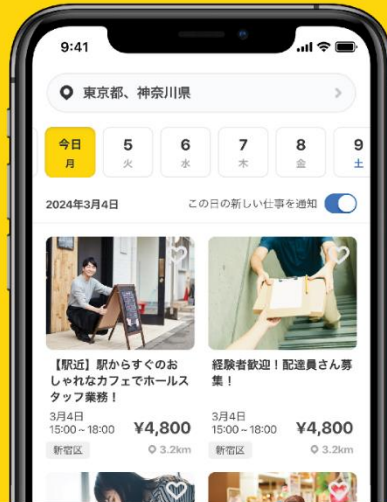 9:41
東京都、神奈川県
今日 5 6 7 8 9
月 火 水 木 金 土
2024年3月4日 この日の新しい仕事を通知
【駅近】駅からすぐのお
しゃれなカフェでホールス
タッフ業務！
3月4日
15:00~18:00 ¥4,800
新宿区 3.2km
経験者歓迎！配達員さん募
集！
3月4日
15:00~18:00 ¥4,800
新宿区 3.2km